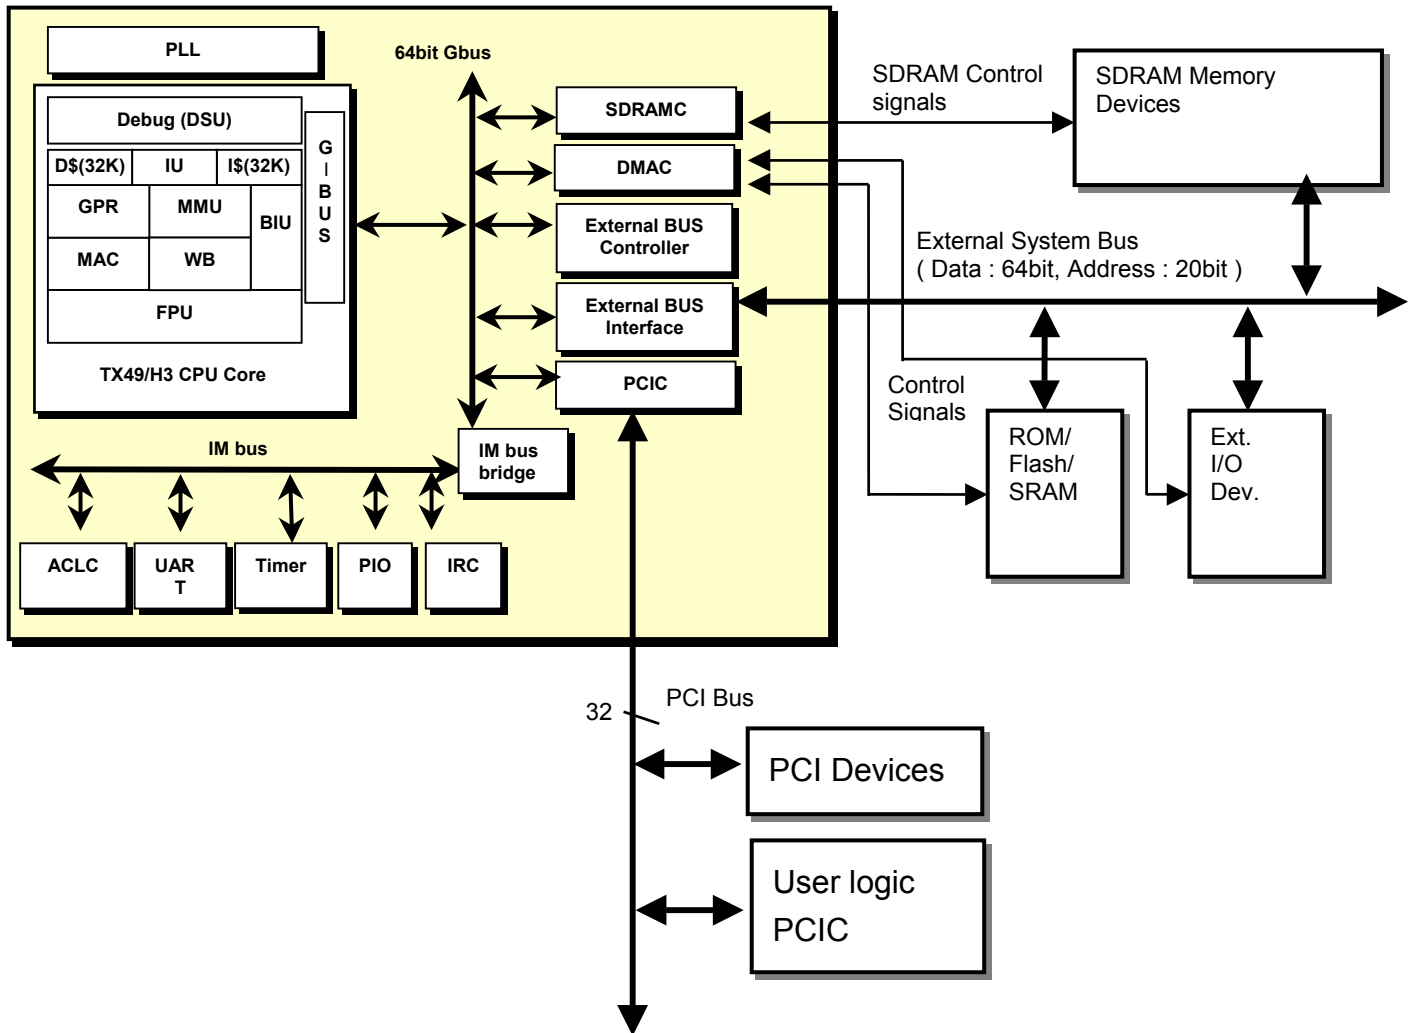 PLL
64bit Gbus
Debug (DSU)
D$(32K)
IU
I$(32K)
GPR
MMU
BIU
MAC
WB
FPU
G
I
B
U
S
TX49/H3 CPU Core
SDRAMC
DMAC
External BUS
Controller
External BUS
Interface
PCIC
IM bus
bridge
IM bus
ACLC
UAR
T
Timer
PIO
IRC
SDRAM Control
signals
SDRAM Memory
Devices
External System Bus
( Data : 64bit, Address : 20bit )
Control
Signals
ROM/
Flash/
SRAM
Ext.
I/O
Dev.
32
PCI Bus
PCI Devices
User logic
PCIC